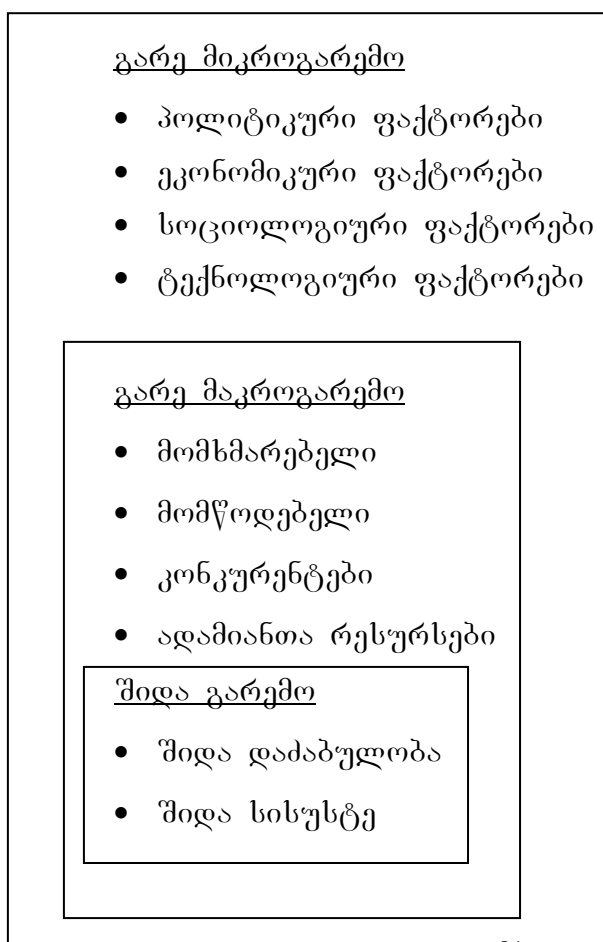 გარე მიკროგარემო
• პოლიტიკური ფაქტორები
• ეკონომიკური ფაქტორები
• სოციოლოგიური ფაქტორები
• ტექნოლოგიური ფაქტორები
გარე მაკროგარემო
• მომხმარებელი
• მომწოდებელი
• კონკურენტები
• ადამიანთა რესურსები
შიდა გარემო
• შიდა დაძაბულობა
• შიდა სისუსტე